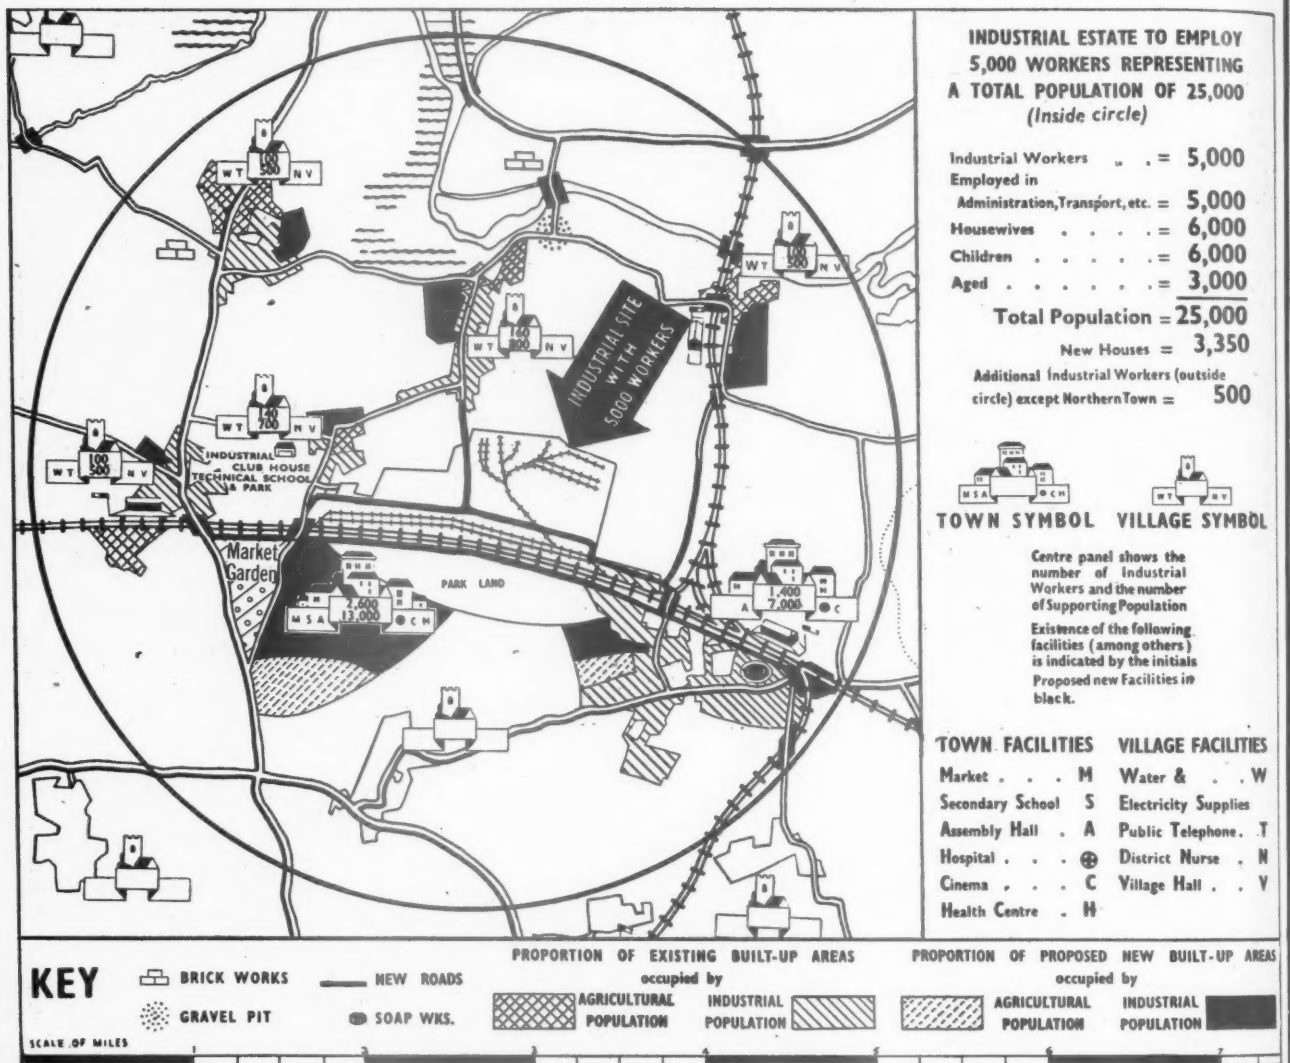 INDUSTRIAL ESTATE TO EMPLOY
5,000 WORKERS REPRESENTING
A TOTAL POPULATION OF 25,000
(Inside circle)
Industrial Workers . . = 5,000
Employed in
Administration, Transport, etc. = 5,000
Housewives . . . . = 6,000
Children . . . . . = 6,000
Aged . . . . . . = 3,000
Total Population = 25,000
New Houses = 3,350
Additional Industrial Workers (outside
circle) except Northern Town = 500
M S A C H
W T N V
TOWN SYMBOL VILLAGE SYMBOL
Centre panel shows the
number of Industrial
Workers and the number
of Supporting Population
Existence of the following
facilities (among others)
is indicated by the initials
Proposed new Facilities in
black.
TOWN FACILITIES VILLAGE FACILITIES
Market . . . M Water & . . W
Secondary School S Electricity Supplies
Assembly Hall . A Public Telephone . T
Hospital . . . District Nurse . N
Cinema . . . C Village Hall . . V
Health Centre . H
100
500
W T N V
100
500
W T N V
160
800
W T N V
INDUSTRIAL SITE
WITH
5000 WORKERS
140
700
W T N V
100
500
W T N V
INDUSTRIAL
CLUB HOUSE
TECHNICAL SCHOOL
& PARK
Market
Garden
PARK LAND
2,600
13,000
M S A C H
1,400
7,000
M H
A C
KEY
BRICK WORKS
NEW ROADS
GRAVEL PIT
SOAP WKS.
PROPORTION OF EXISTING BUILT-UP AREAS
occupied by
AGRICULTURAL POPULATION
INDUSTRIAL POPULATION
PROPORTION OF PROPOSED NEW BUILT-UP AREAS
occupied by
AGRICULTURAL POPULATION
INDUSTRIAL POPULATION
SCALE OF MILES
1 2 3 4 5 6 7